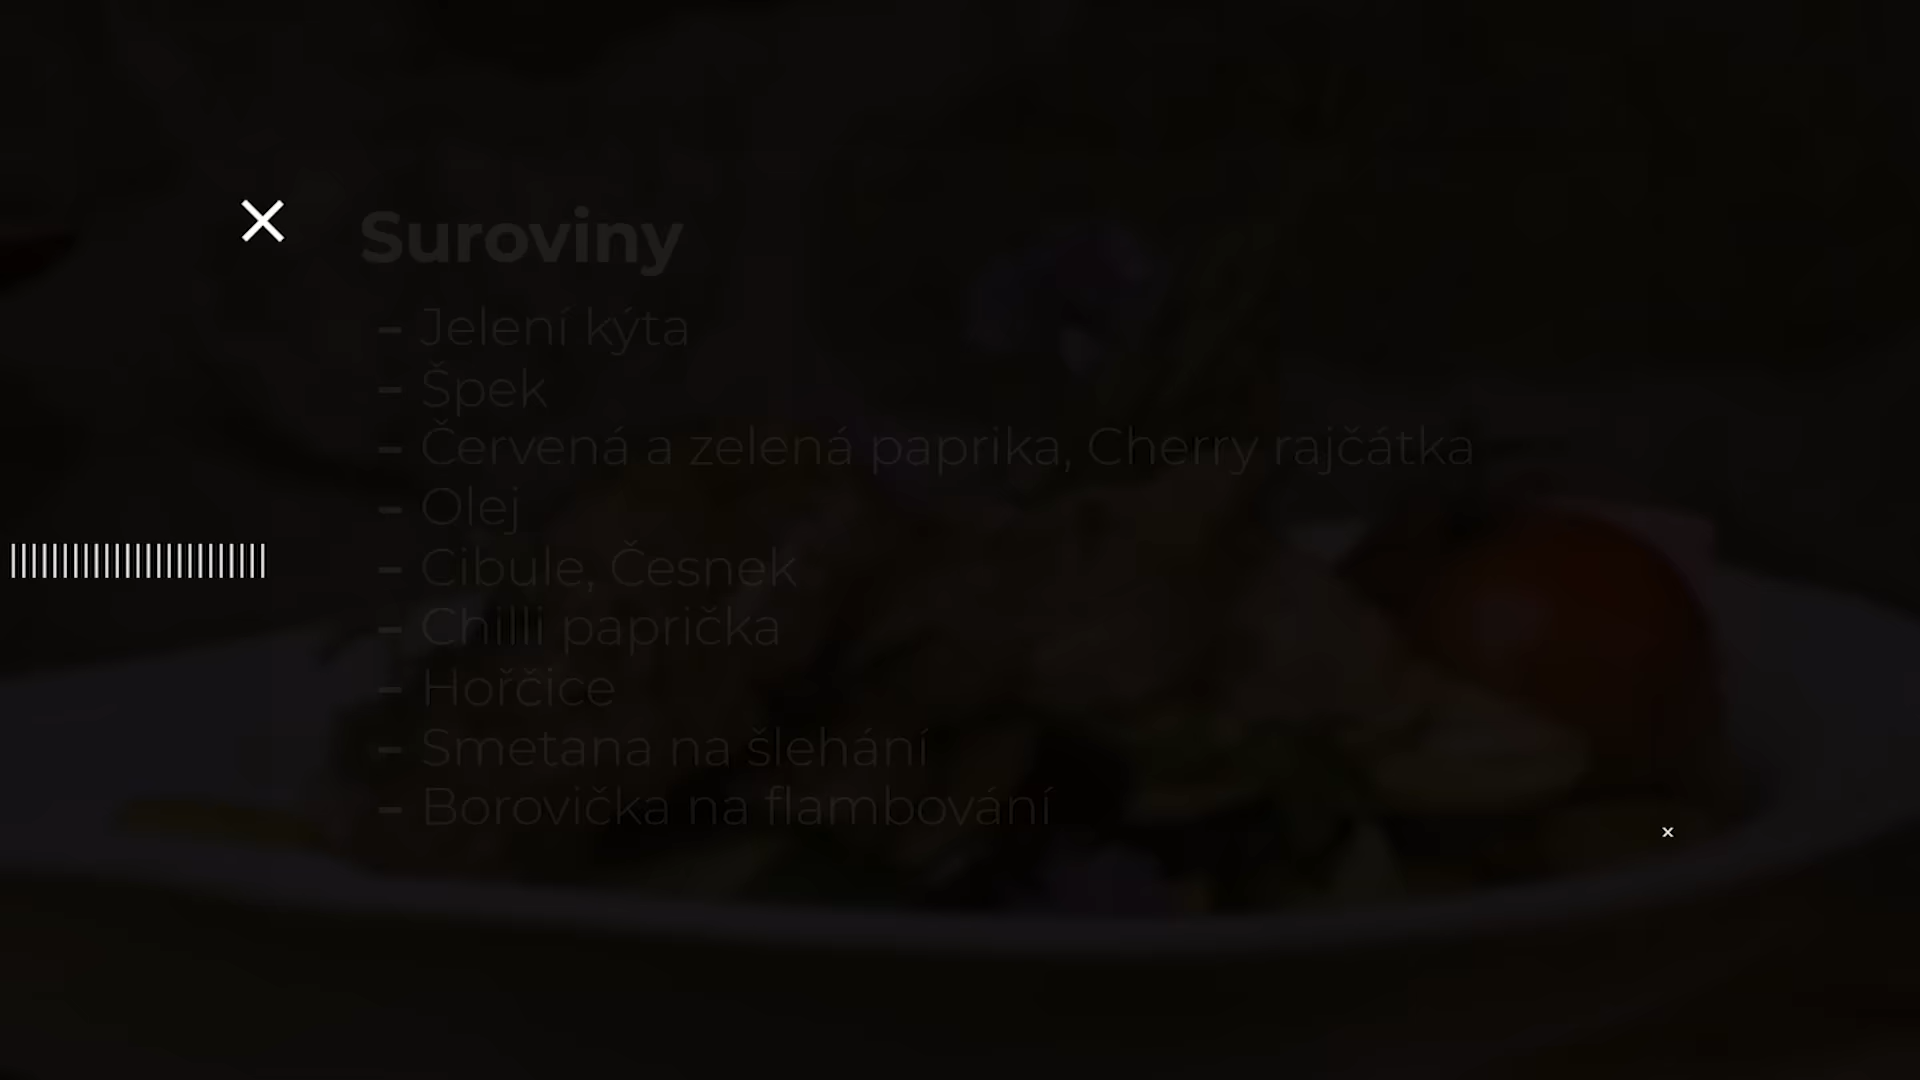 Suroviny
- Jelení kýta
- Špek
- Červená a zelená paprika, Cherry rajčátka
- Olej
- Cibule, Česnek
- Chilli paprička
- Hořčice
- Smetana na šlehání
- Borovička na flambování